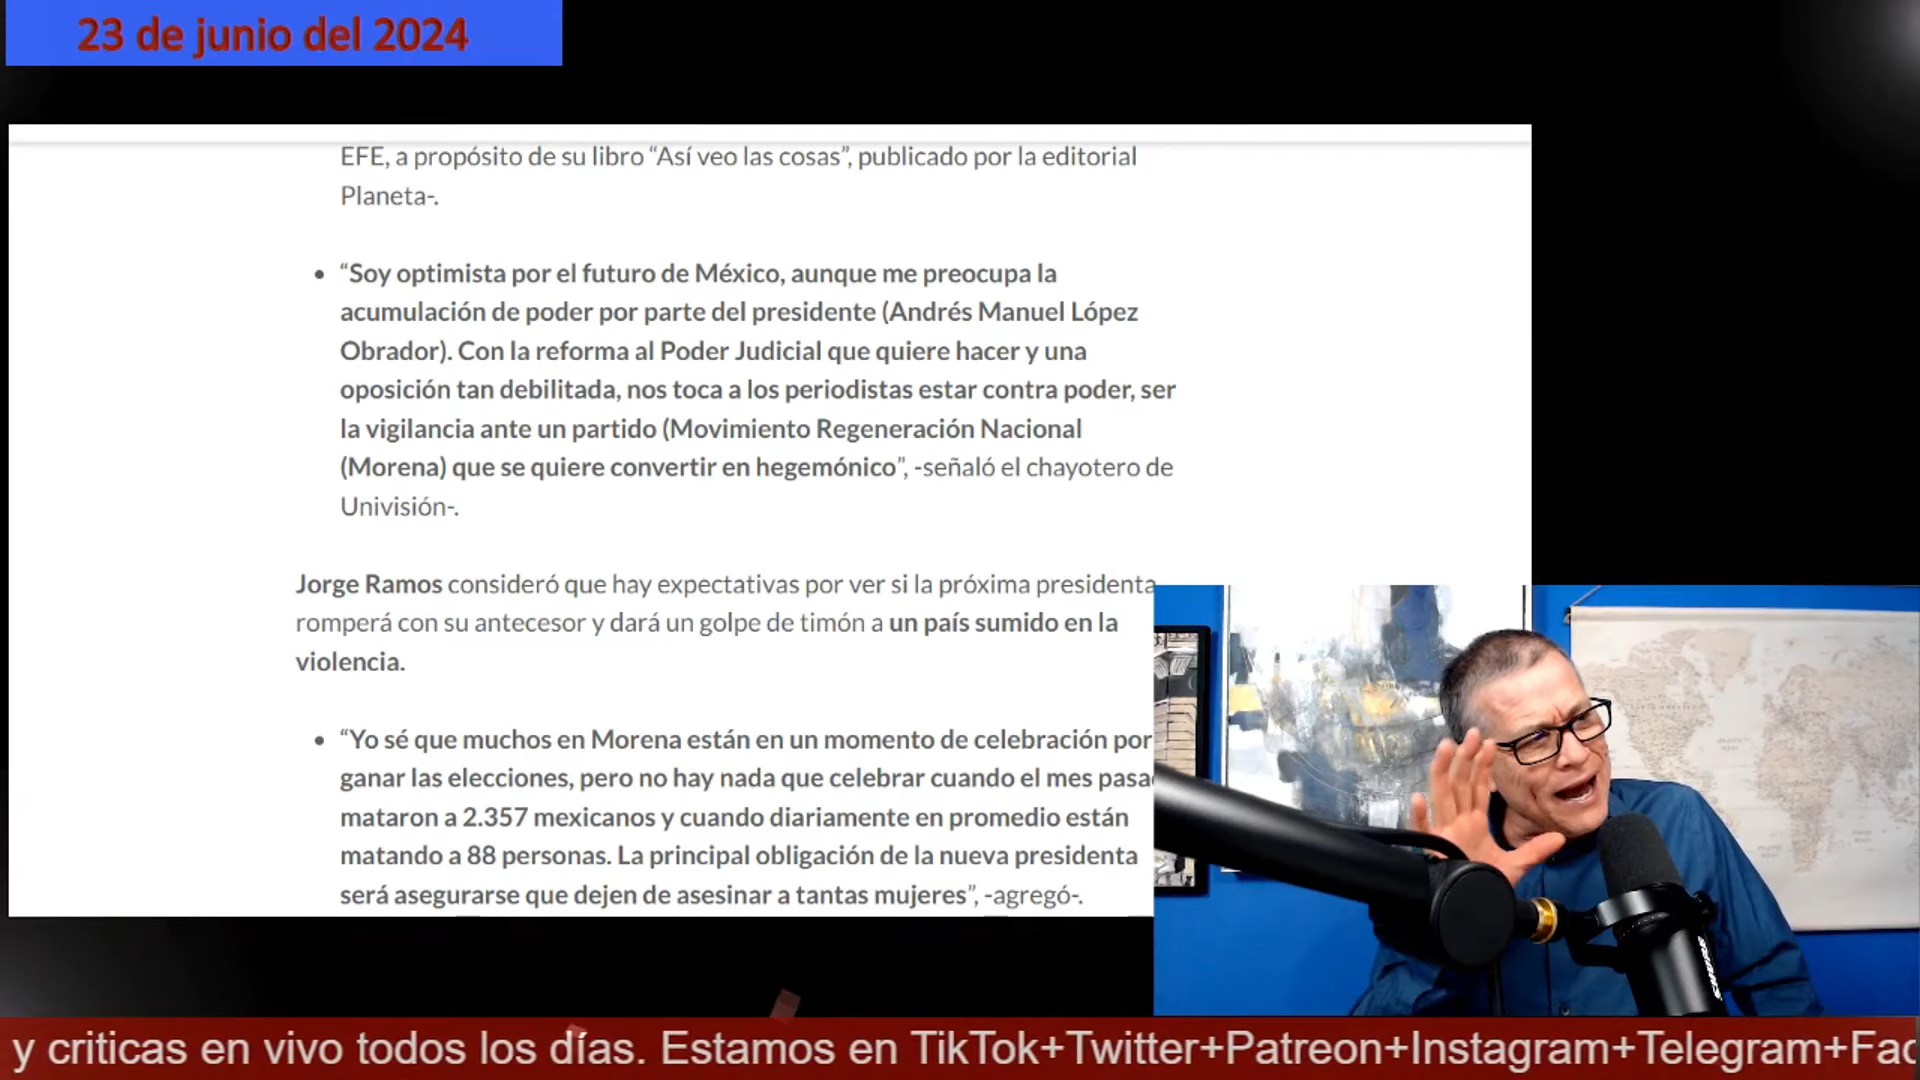 23 de junio del 2024
EFE, a propósito de su libro “Así veo las cosas”, publicado por la editorial
Planeta-.
• “Soy optimista por el futuro de México, aunque me preocupa la
acumulación de poder por parte del presidente (Andrés Manuel López
Obrador). Con la reforma al Poder Judicial que quiere hacer y una
oposición tan debilitada, nos toca a los periodistas estar contra poder, ser
la vigilancia ante un partido (Movimiento Regeneración Nacional
(Morena) que se quiere convertir en hegemónico”, -señaló el chayotero de
Univisión-.
Jorge Ramos consideró que hay expectativas por ver si la próxima presidenta
romperá con su antecesor y dará un golpe de timón a un país sumido en la
violencia.
• “Yo sé que muchos en Morena están en un momento de celebración por
ganar las elecciones, pero no hay nada que celebrar cuando el mes pasa
mataron a 2.357 mexicanos y cuando diariamente en promedio están
matando a 88 personas. La principal obligación de la nueva presidenta
será asegurarse que dejen de asesinar a tantas mujeres”, -agregó-.
y criticas en vivo todos los días. Estamos en TikTok+Twitter+Patreon+Instagram+Telegram+Fac